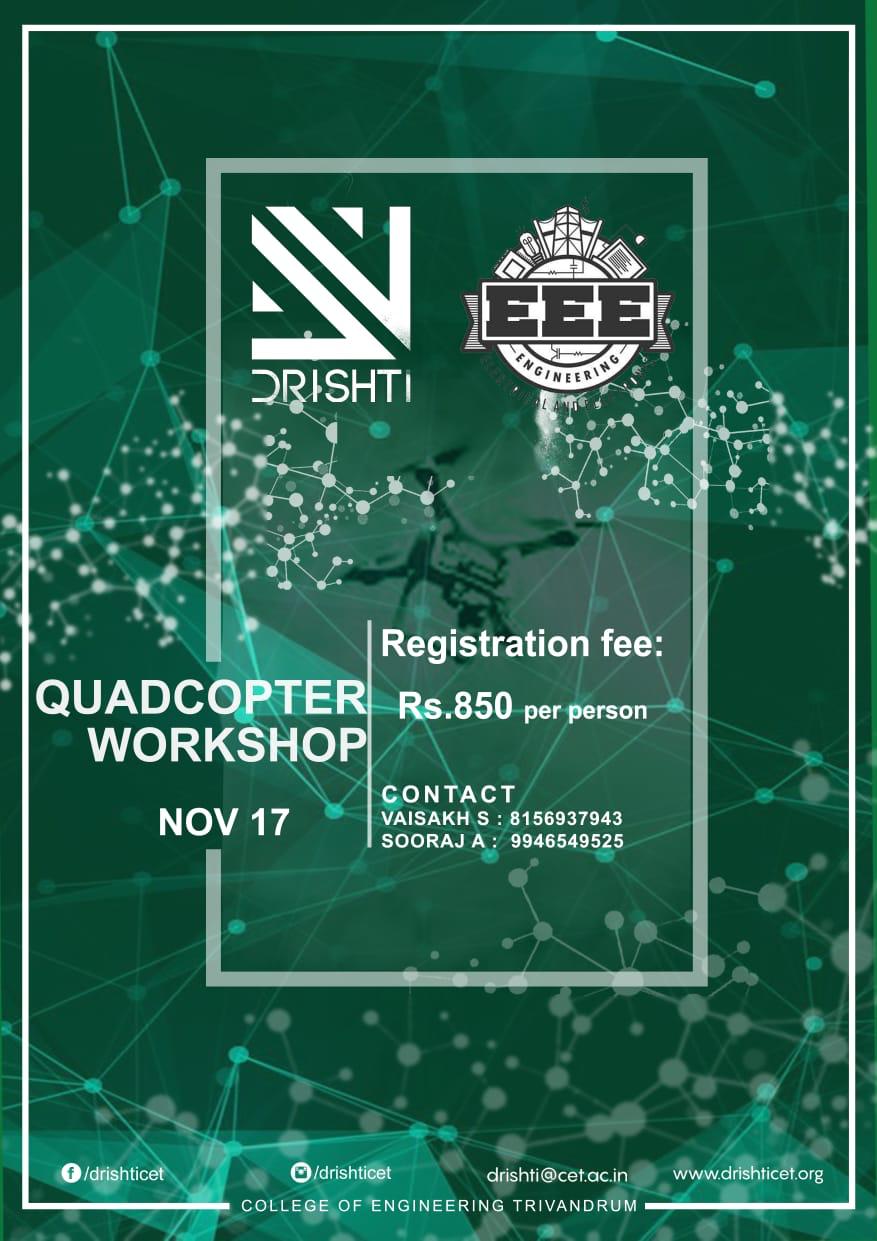 DRISHTI
EEE
ENGINEERING
QUADCOPTER
WORKSHOP
NOV 17
Registration fee:
Rs.850 per person
CONTACT
VAISAKH S : 8156937943
SOORAJ A : 9946549525
/drishticet
/drishticet
drishti@cet.ac.in
www.drishticet.org
COLLEGE OF ENGINEERING TRIVANDRUM